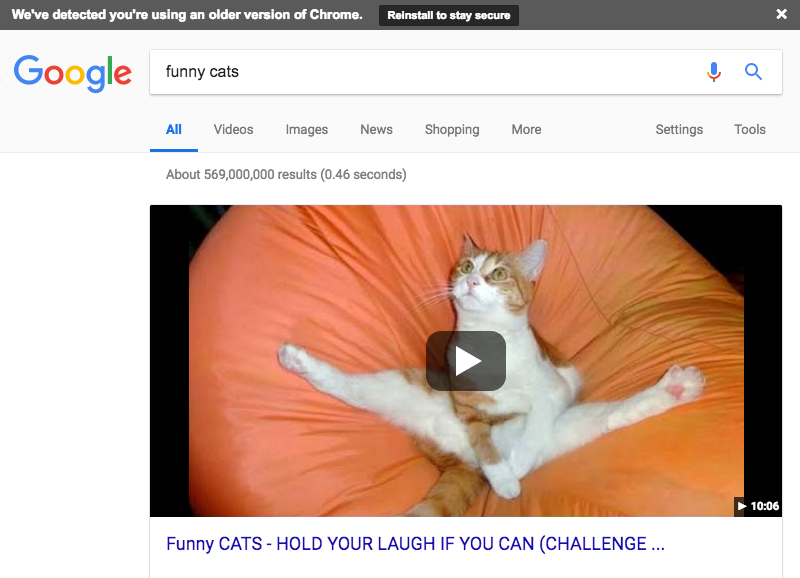 We've detected you're using an older version of Chrome. Reinstall to stay secure
Google funny cats
All Videos Images News Shopping More Settings Tools
About 569,000,000 results (0.46 seconds)
10:06
Funny CATS - HOLD YOUR LAUGH IF YOU CAN (CHALLENGE ...